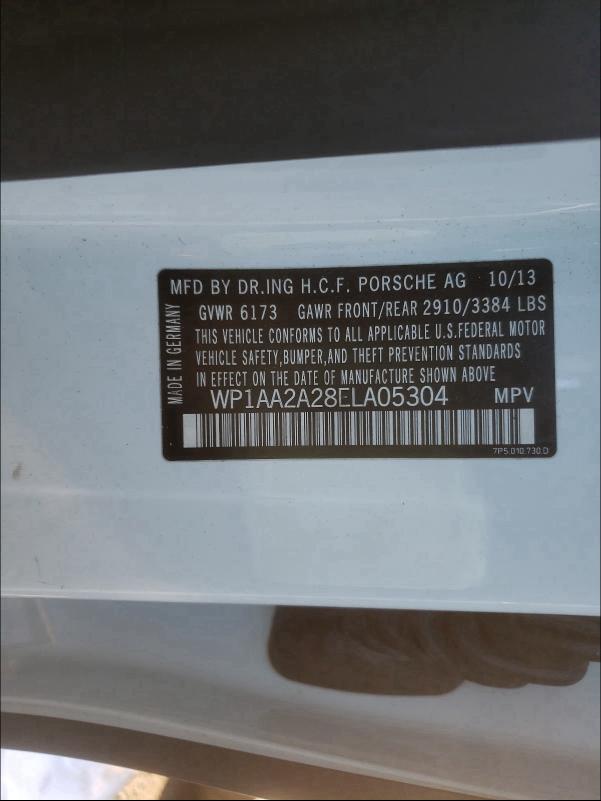 MFD BY DR.ING H.C.F. PORSCHE AG 10/13
GVWR 6173 GAWR FRONT/REAR 2910/3384 LBS
THIS VEHICLE CONFORMS TO ALL APPLICABLE U.S.FEDERAL MOTOR
VEHICLE SAFETY,BUMPER,AND THEFT PREVENTION STANDARDS
IN EFFECT ON DATE OF MANUFACTURE SHOWN ABOVE
WP1AA2A28ELA05304 MPV
MADE IN GERMANY
7P5.010.730.D